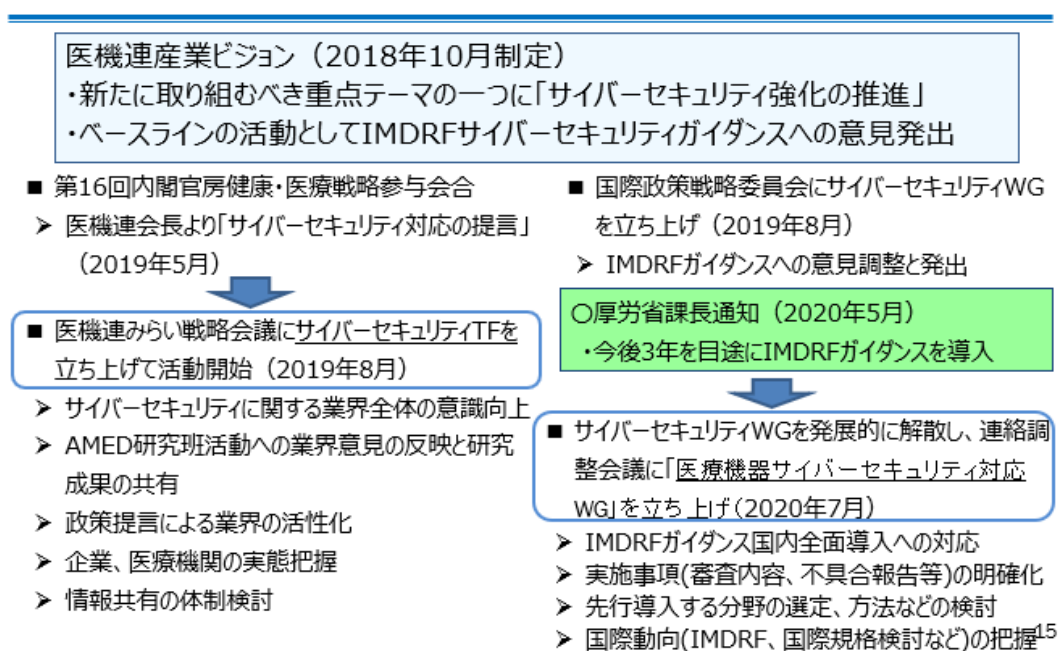 医機連産業ビジョン（2018年10月制定）
・新たに取り組むべき重点テーマの一つに「サイバーセキュリティ強化の推進」
・ベースラインの活動としてIMDRFサイバーセキュリティガイダンスへの意見発出
■ 第16回内閣官房健康・医療戦略参与会合
➢ 医機連会長より「サイバーセキュリティ対応の提言」
（2019年5月）
■ 医機連みらい戦略会議にサイバーセキュリティTFを
立ち上げて活動開始（2019年8月）
➢ サイバーセキュリティに関する業界全体の意識向上
➢ AMED研究班活動への業界意見の反映と研究
成果の共有
➢ 政策提言による業界の活性化
➢ 企業、医療機関の実態把握
➢ 情報共有の体制検討
■ 国際政策戦略委員会にサイバーセキュリティWG
を立ち上げ（2019年8月）
➢ IMDRFガイダンスへの意見調整と発出
○厚労省課長通知（2020年5月）
・今後3年を目途にIMDRFガイダンスを導入
■ サイバーセキュリティWGを発展的に解散し、連絡調
整会議に「医療機器サイバーセキュリティ対応
WG」を立ち上げ（2020年7月）
➢ IMDRFガイダンス国内全面導入への対応
➢ 実施事項(審査内容、不具合報告等)の明確化
➢ 先行導入する分野の選定、方法などの検討
➢ 国際動向(IMDRF、国際規格検討など)の把握
15